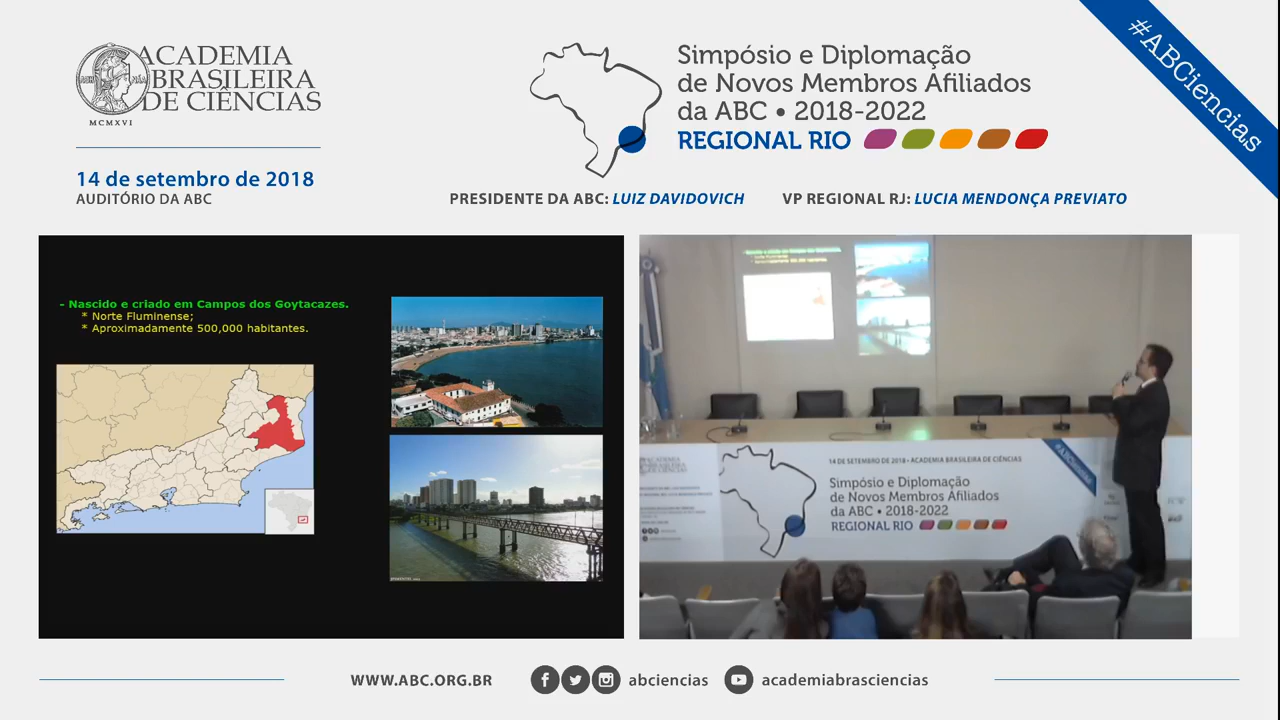 ACADEMIA
BRASILEIRA
DE CIÊNCIAS
MCMXVI
14 de setembro de 2018
AUDITÓRIO DA ABC
Simpósio e Diplomação
de Novos Membros Afiliados
da ABC • 2018-2022
REGIONAL RIO
#ABCiencias
PRESIDENTE DA ABC: LUIZ DAVIDOVICH
VP REGIONAL RJ: LUCIA MENDONÇA PREVIATO
- Nascido e criado em Campos dos Goytacazes.
* Norte Fluminense;
* Aproximadamente 500,000 habitantes.
14 DE SETEMBRO DE 2018 • ACADEMIA BRASILEIRA DE CIÊNCIAS
Simpósio e Diplomação
de Novos Membros Afiliados
da ABC • 2018-2022
REGIONAL RIO
#ABCiencias
WWW.ABC.ORG.BR
abciencias
academiabrasciencias